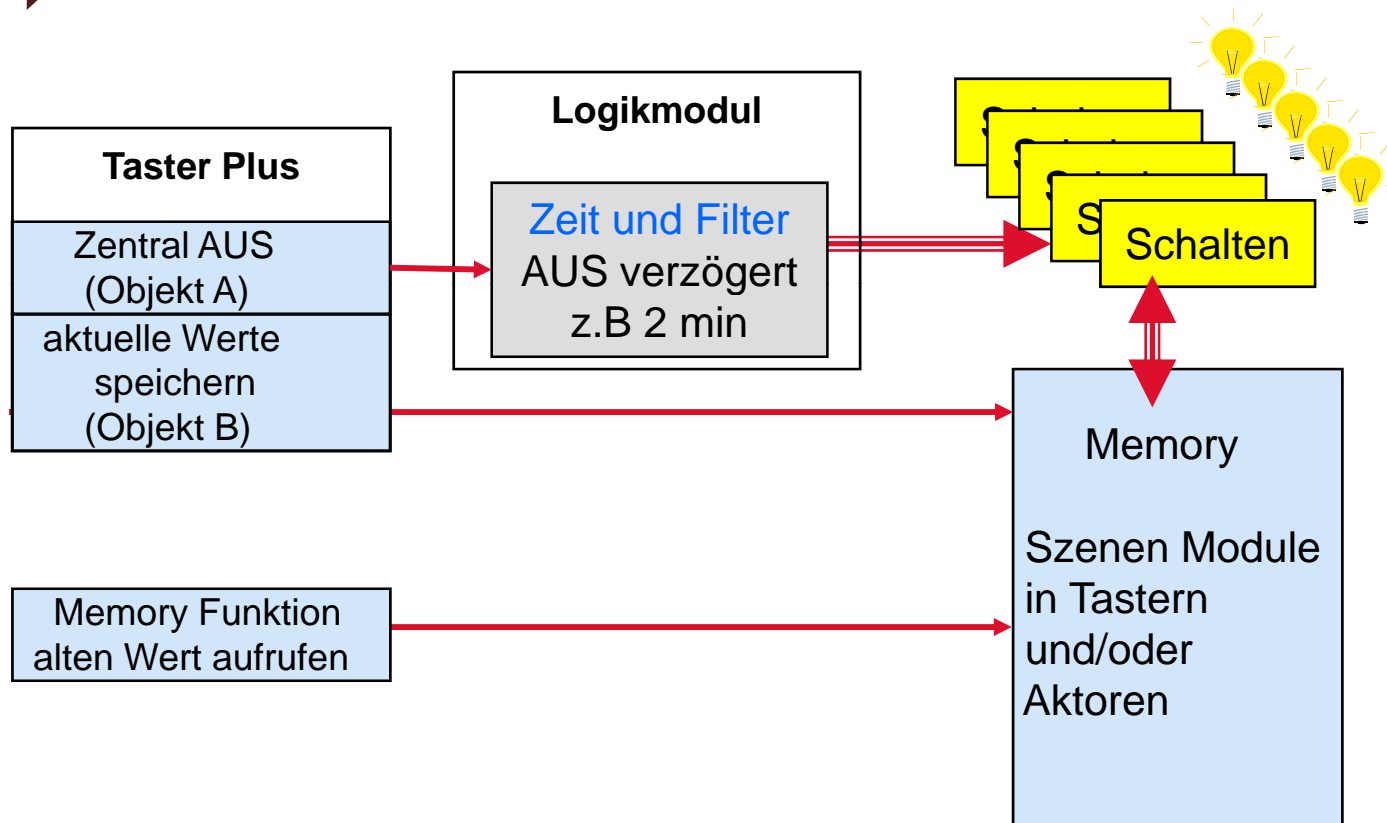 Taster Plus
Zentral AUS
(Objekt A)
aktuelle Werte
speichern
(Objekt B)
Memory Funktion
alten Wert aufrufen
Logikmodul
Zeit und Filter
AUS verzögert
z.B 2 min
S
Schalten
Memory
Szenen Module
in Tastern
und/oder
Aktoren